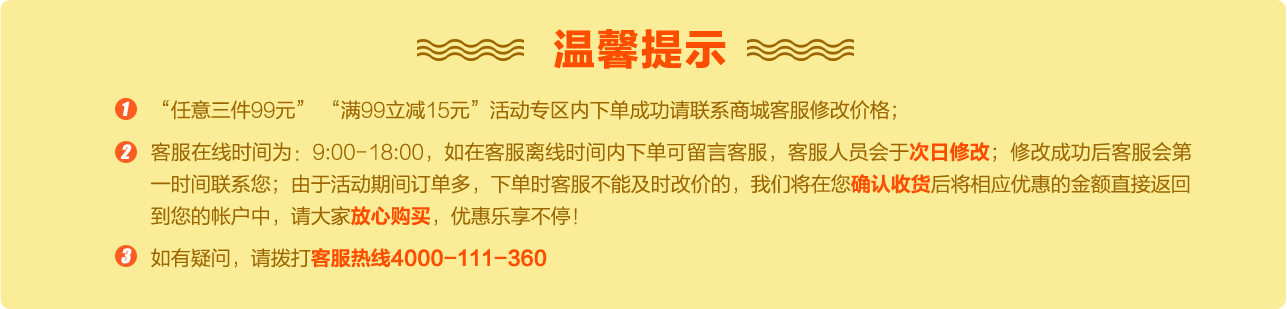 温馨提示
1 “任意三件99元” “满99立减15元”活动专区内下单成功请联系商城客服修改价格；
2 客服在线时间为：9:00-18:00，如在客服离线时间内下单可留言客服，客服人员会于次日修改；修改成功后客服会第
一时间联系您；由于活动期间订单多，下单时客服不能及时改价的，我们将在您确认收货后将相应优惠的金额直接返回
到您的帐户中，请大家放心购买，优惠乐享不停！
3 如有疑问，请拨打客服热线4000-111-360